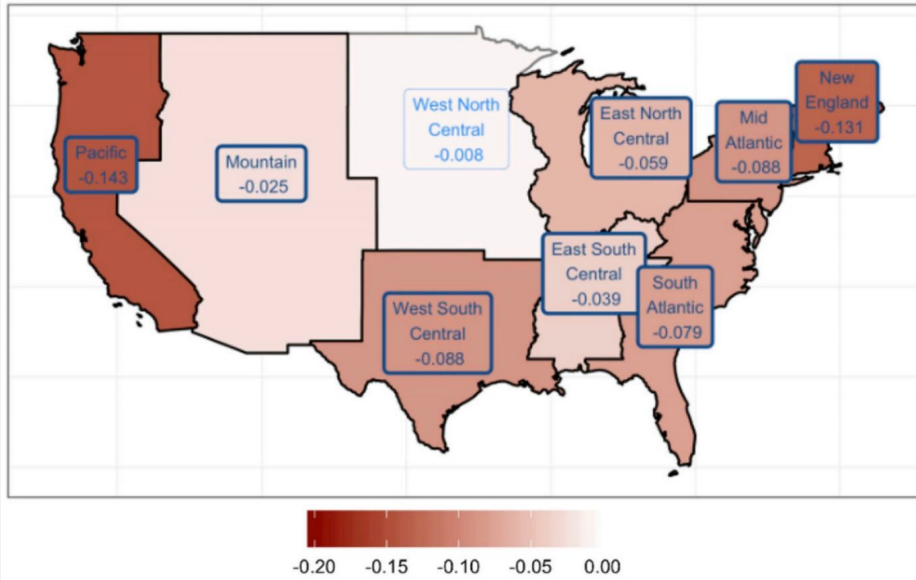 New
England
-0.131
West North
Central
-0.008
East North
Central
-0.059
Mid
Atlantic
-0.088
Pacific
-0.143
Mountain
-0.025
East South
Central
-0.039
South
Atlantic
-0.079
West South
Central
-0.088
-0.20 -0.15 -0.10 -0.05 0.00